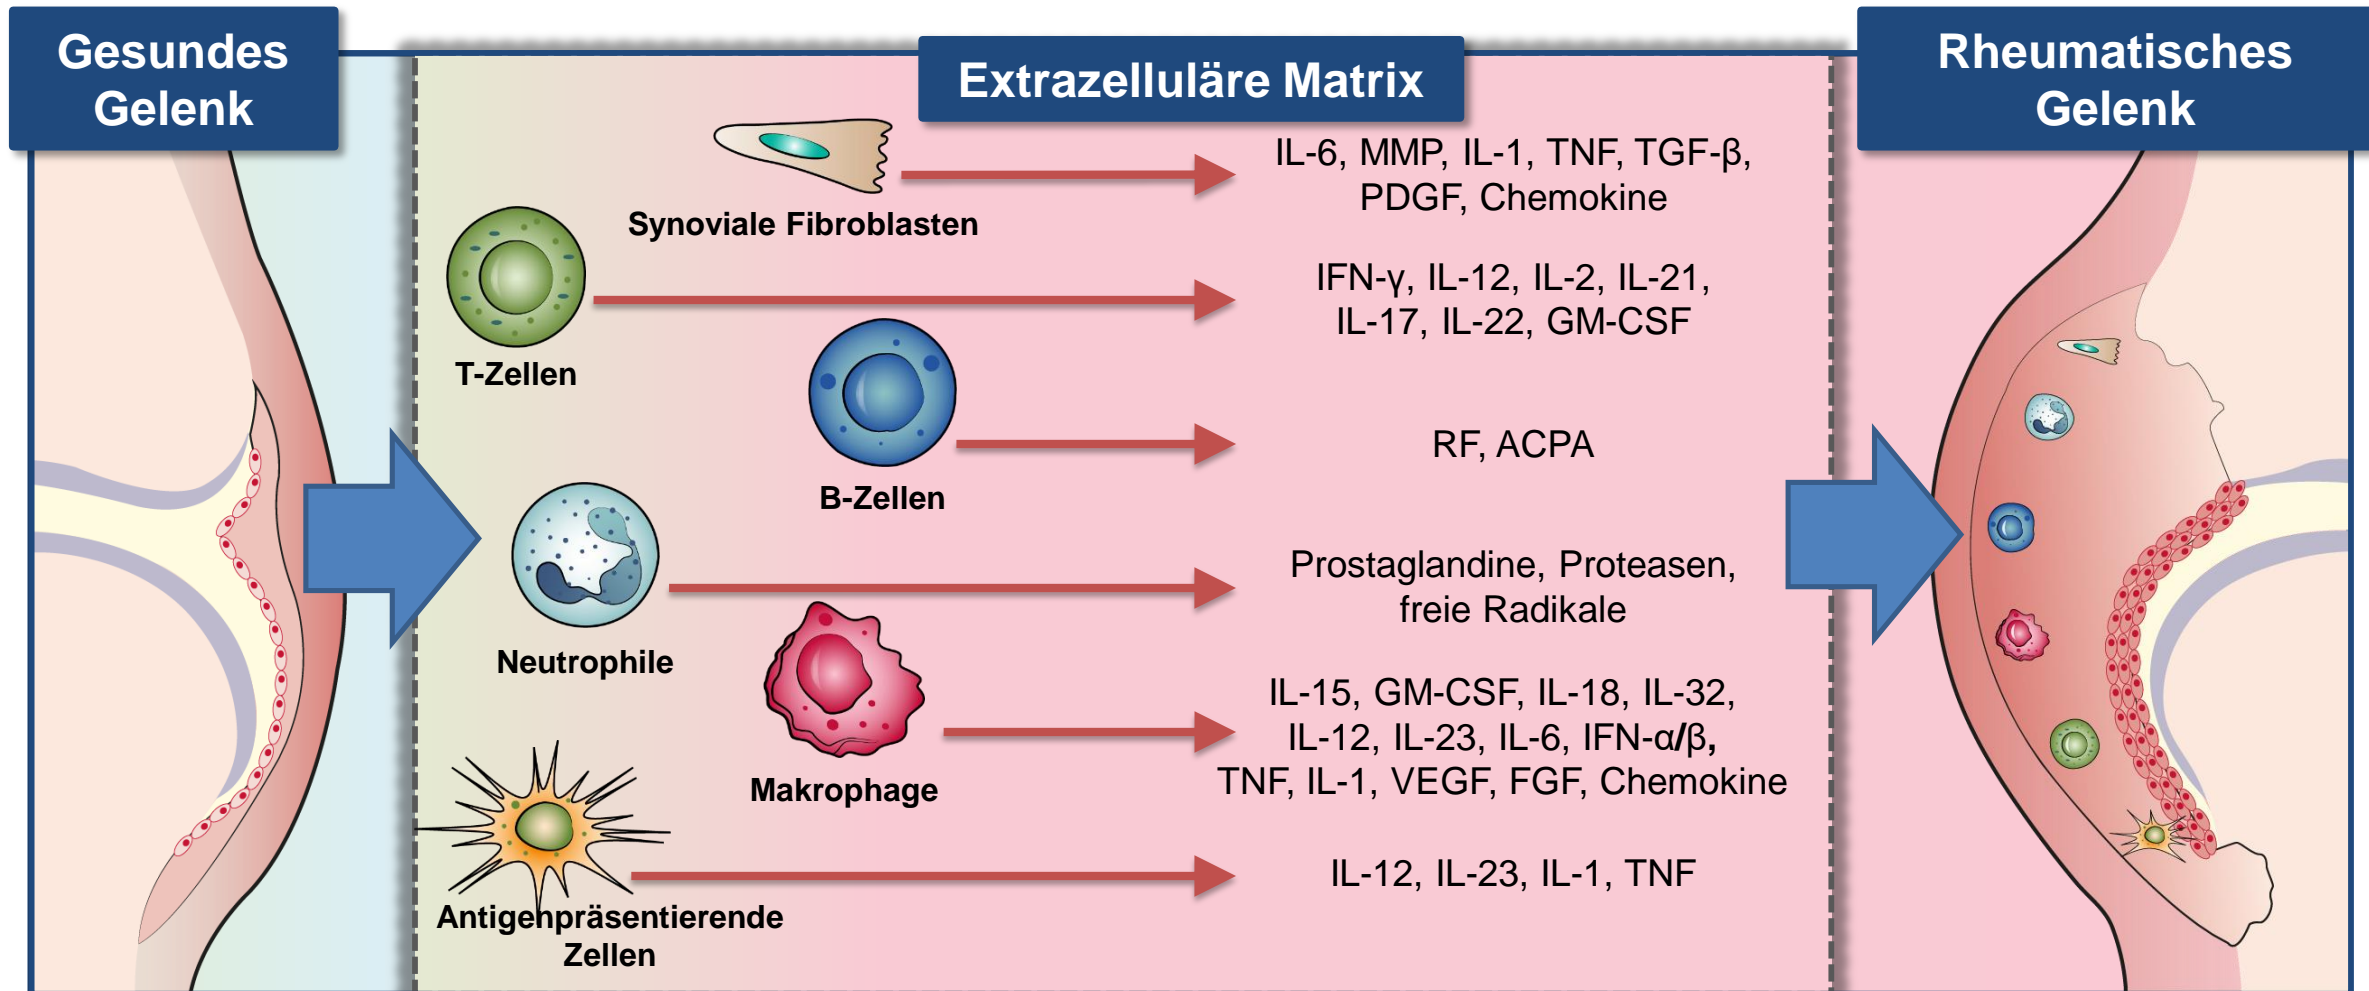 Gesundes
Gelenk
Extrazelluläre Matrix
Rheumatisches
Gelenk
Synoviale Fibroblasten
IL-6, MMP, IL-1, TNF, TGF-β,
PDGF, Chemokine
T-Zellen
IFN-γ, IL-12, IL-2, IL-21,
IL-17, IL-22, GM-CSF
B-Zellen
RF, ACPA
Neutrophile
Prostaglandine, Proteasen,
freie Radikale
Makrophage
IL-15, GM-CSF, IL-18, IL-32,
IL-12, IL-23, IL-6, IFN-α/β,
TNF, IL-1, VEGF, FGF, Chemokine
Antigenpräsentierende
Zellen
IL-12, IL-23, IL-1, TNF